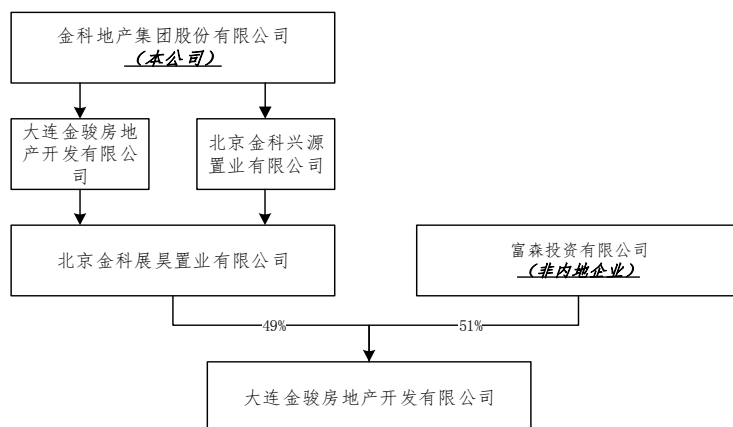 金科地产集团股份有限公司
（本公司）
大连金骏房地
产开发有限公
司
北京金科兴源
置业有限公司
北京金科展昊置业有限公司
富森投资有限公司
（非内地企业）
49%
51%
大连金骏房地产开发有限公司